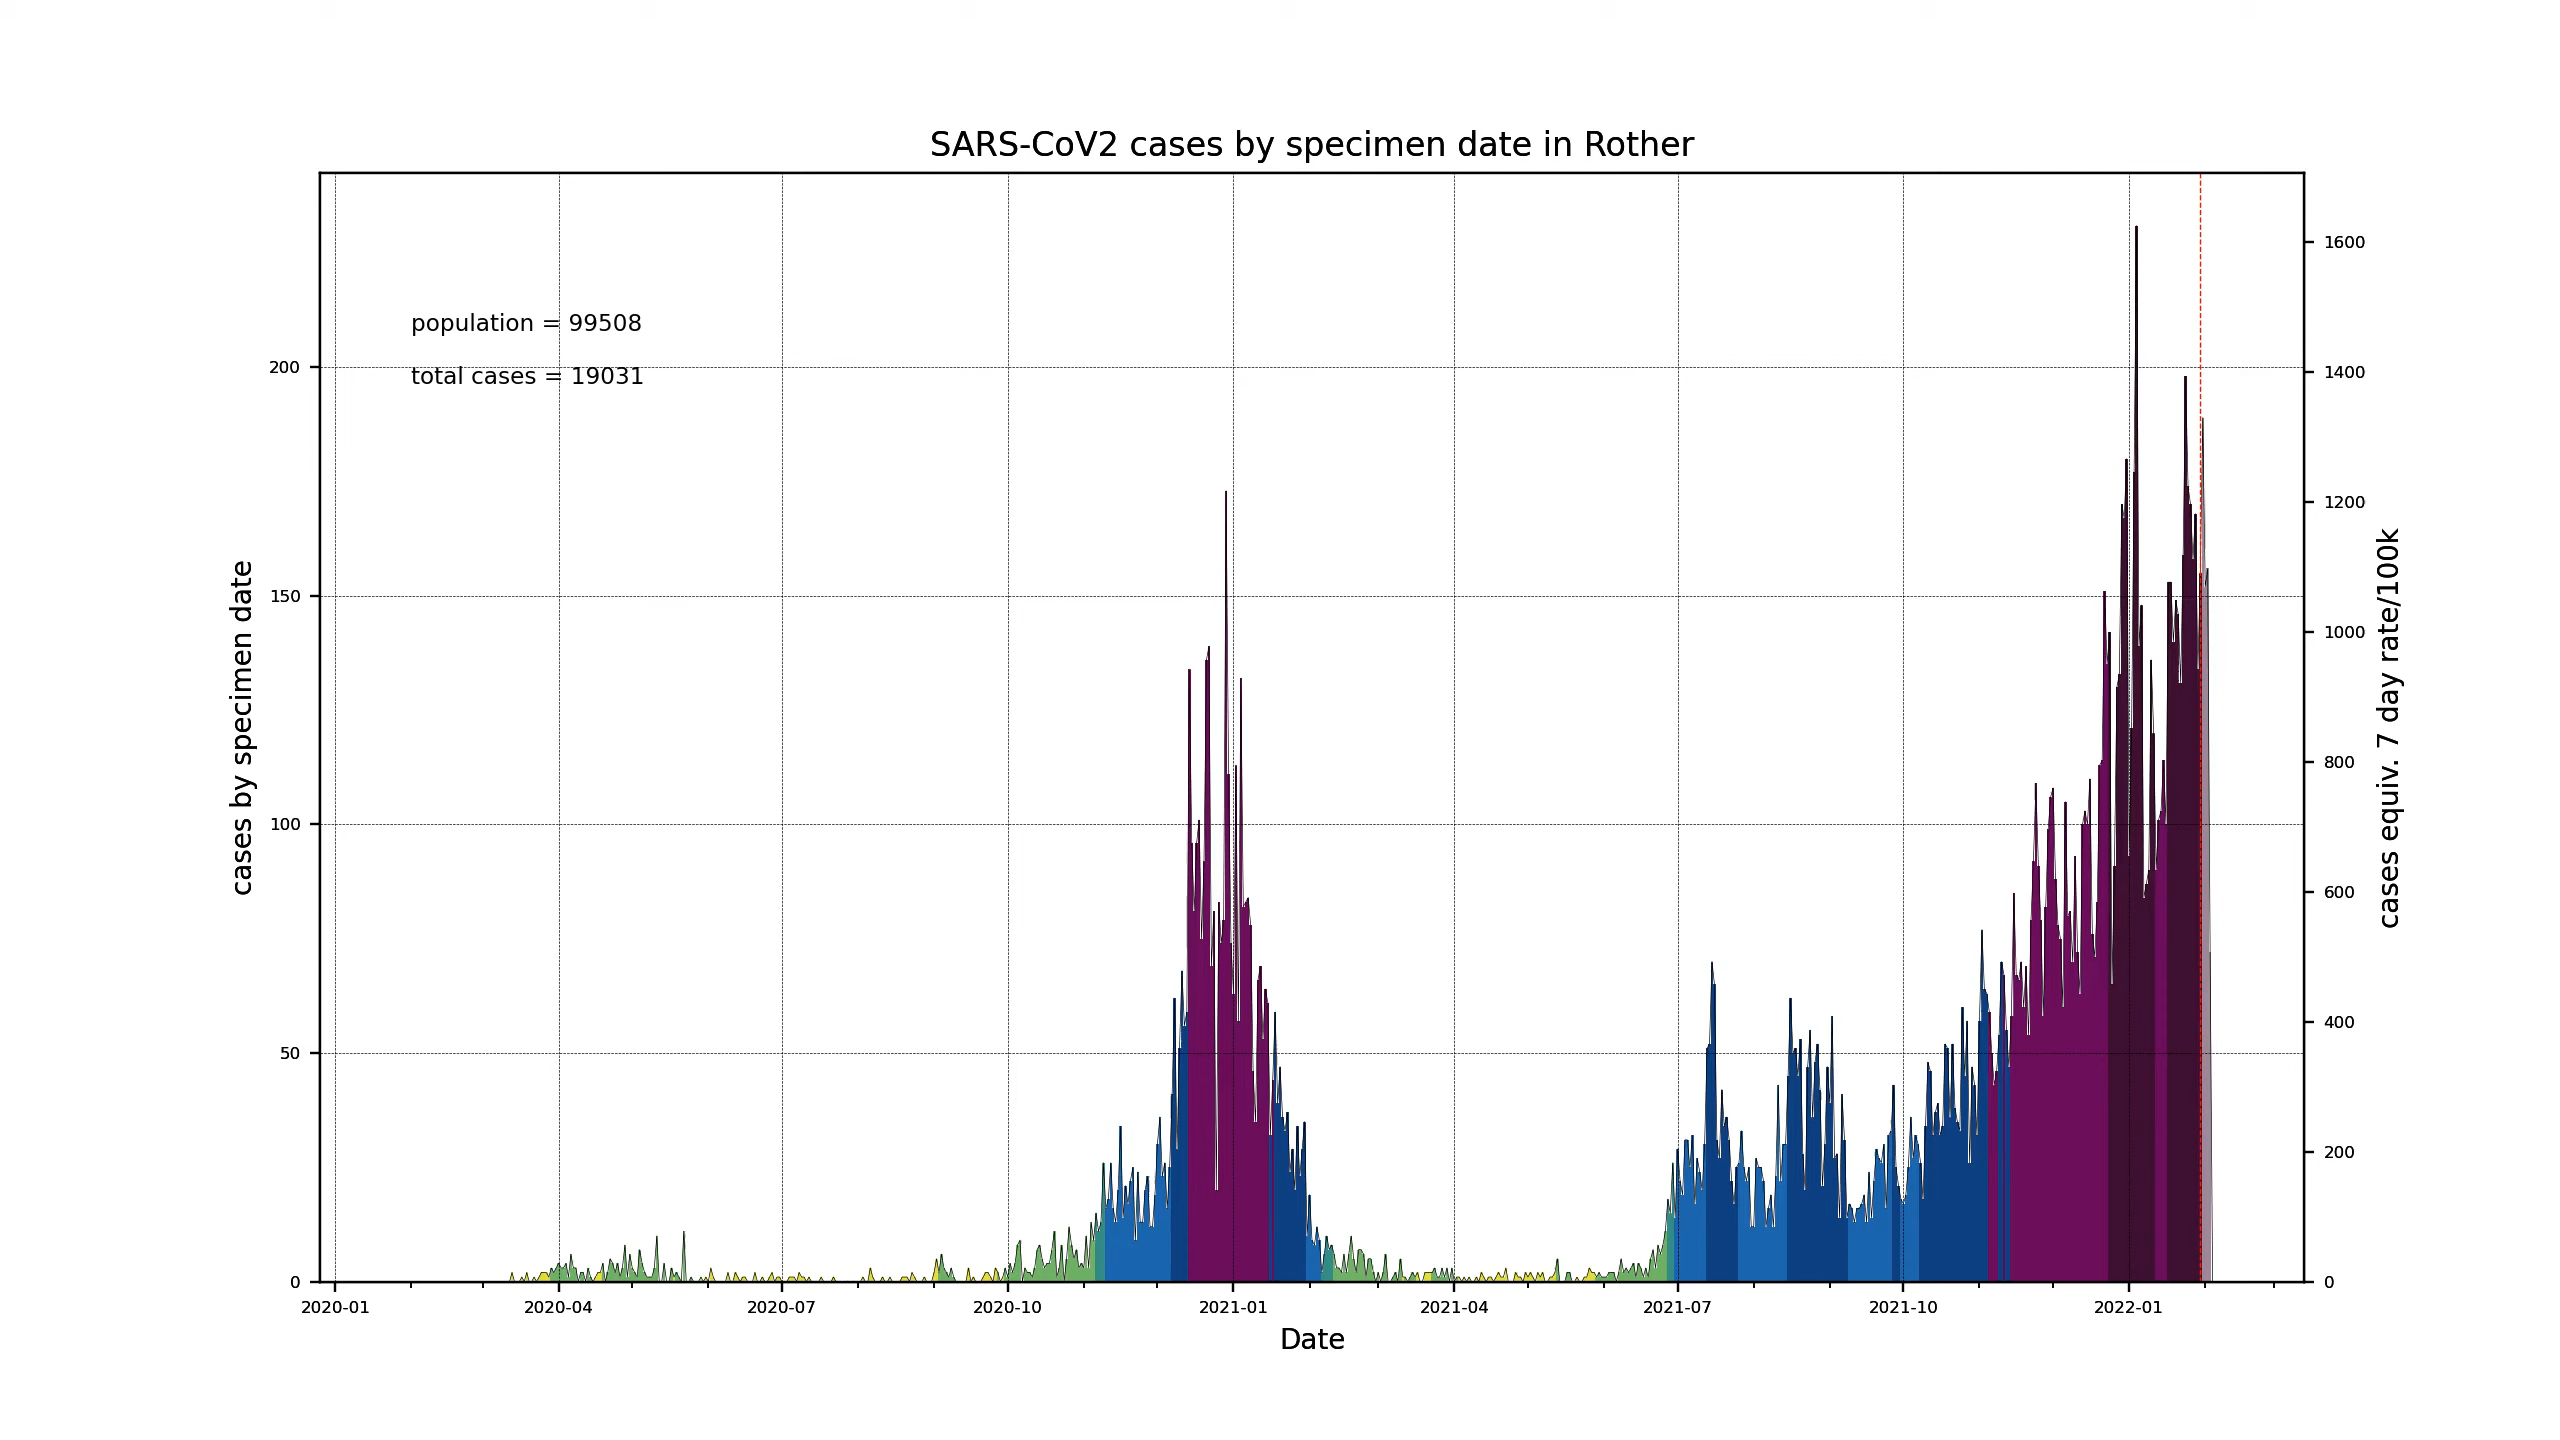 SARS-CoV2 cases by specimen date in Rother
population = 99508
total cases = 19031
cases by specimen date
200
150
100
50
0
1600
1400
1200
1000
800
600
400
200
0
cases equiv. 7 day rate/100k
2020-01 2020-04 2020-07 2020-10 2021-01 2021-04 2021-07 2021-10 2022-01
Date